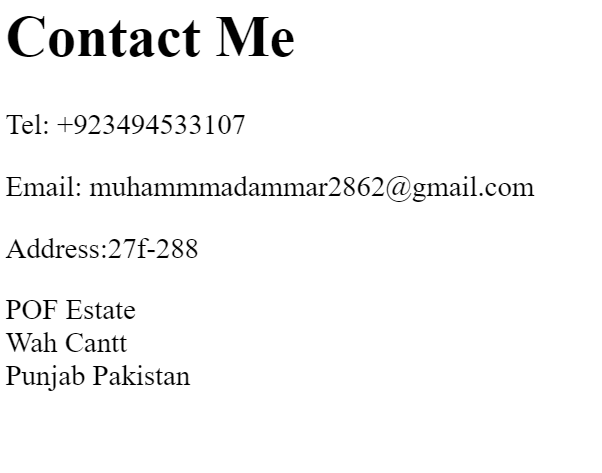 Contact Me
Tel: +923494533107
Email: muhammmadammar2862@gmail.com
Address:27f-288
POF Estate
Wah Cantt
Punjab Pakistan